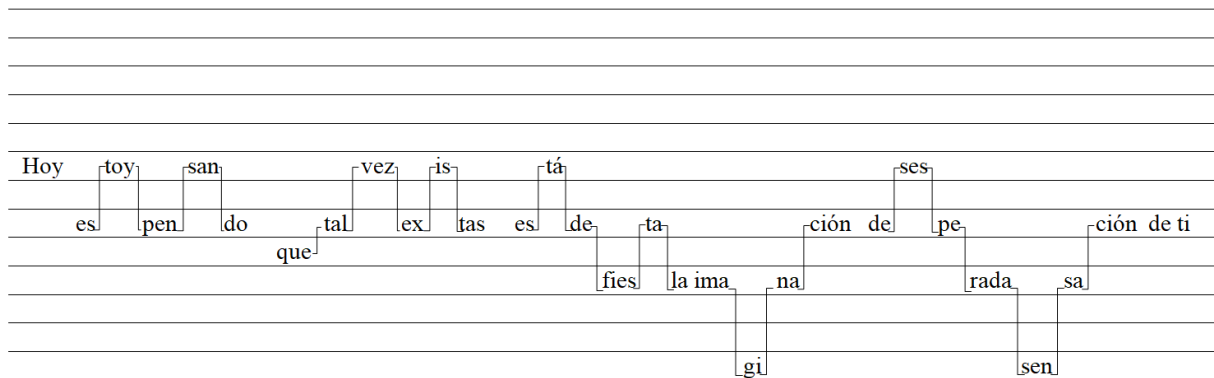 Hoy es toy pen san do que tal vez ex is tas es tá de fies ta la ima gi na ción de ses pe rada sen sa ción de ti